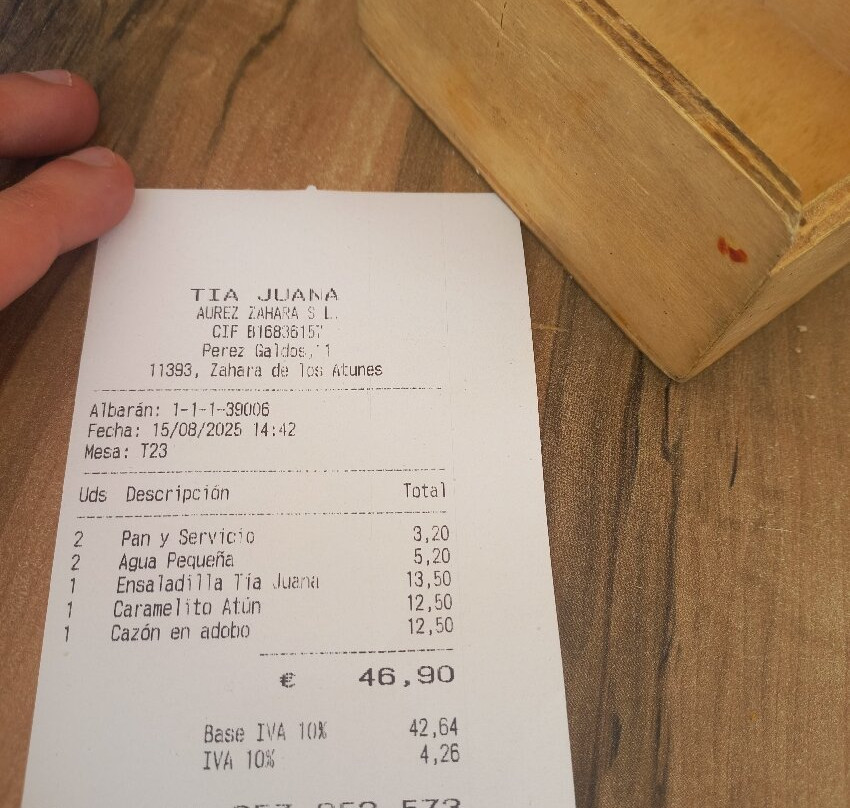 TIA JUANA
AUREZ ZAHARA S L.
CIF B16836157
Perez Galdos, 1
11393, Zahara de los Atunes
Albarán: 1-1-1-39006
Fecha: 15/08/2025 14:42
Mesa: T23
Uds Descripción Total
2 Pan y Servicio 3,20
2 Agua Pequeña 5,20
1 Ensaladilla Tía Juana 13,50
1 Caramelito Atún 12,50
1 Cazón en adobo 12,50
€ 46,90
Base IVA 10% 42,64
IVA 10% 4,26